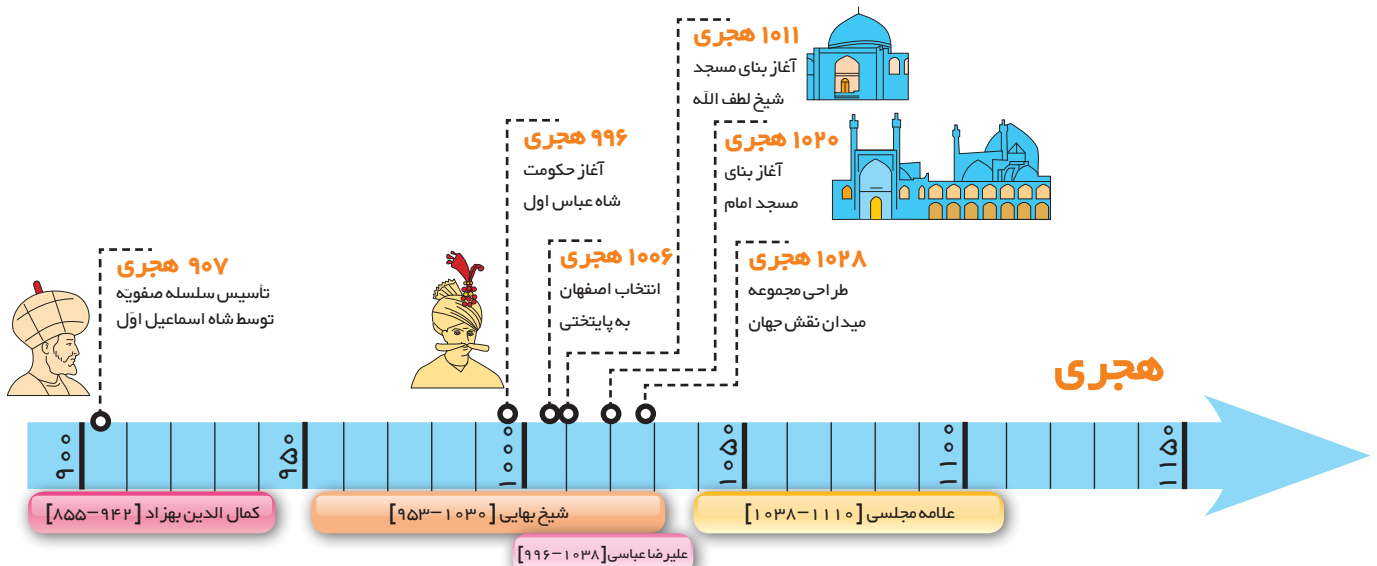 ۹۰۷ هجری
تأسیس سلسله صفویّه
توسط شاه اسماعیل اوّل
۹۹۶ هجری
آغاز حکومت
شاه عباس اول
۱۰۰۶ هجری
انتخاب اصفهان
به پایتختی
۱۰۱۱ هجری
آغاز بنای مسجد
شیخ لطف اللّه
۱۰۲۰ هجری
آغاز بنای
مسجد امام
۱۰۲۸ هجری
طراحی مجموعه
میدان نقش جهان
هجری
۹۰۰
۹۵۰
۱۰۰۰
۱۰۵۰
۱۱۰۰
۱۱۵۰
کمال الدین بهزاد [۸۵۵–۹۴۲]
شیخ بهایی [۹۵۳–۱۰۳۰]
علامه مجلسی [۱۰۳۸–۱۱۱۰]
علیرضا عباسی [۹۹۶–۱۰۳۸]